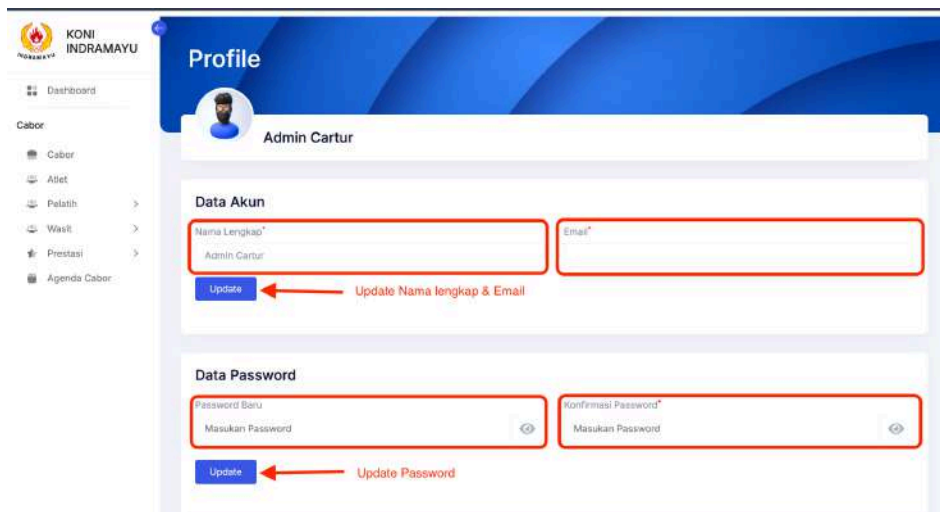 KONI
INDRAMAYU
INDRAMAYU
Dashboard
Cabor
Cabor
Atlet
Pelatih
Wasit
Prestasi
Agenda Cabor
Profile
Admin Cartur
Data Akun
Nama Lengkap*
Email*
Admin Cartur
Update
Update Nama lengkap & Email
Data Password
Password Baru
Konfirmasi Password*
Masukan Password
Masukan Password
Update
Update Password